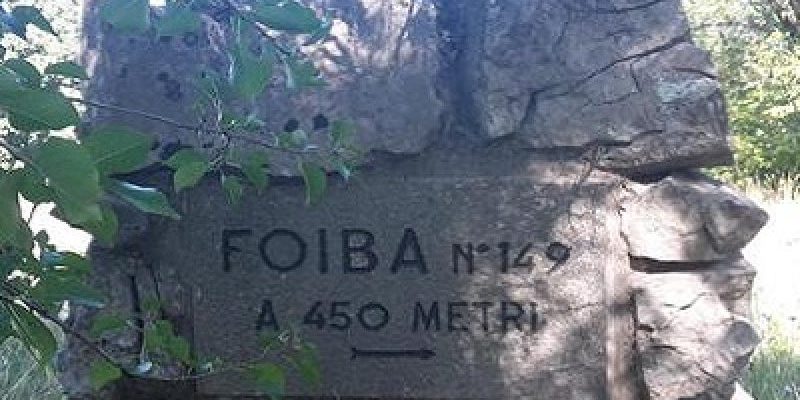 FOIBA N° 149
A 450 METRI